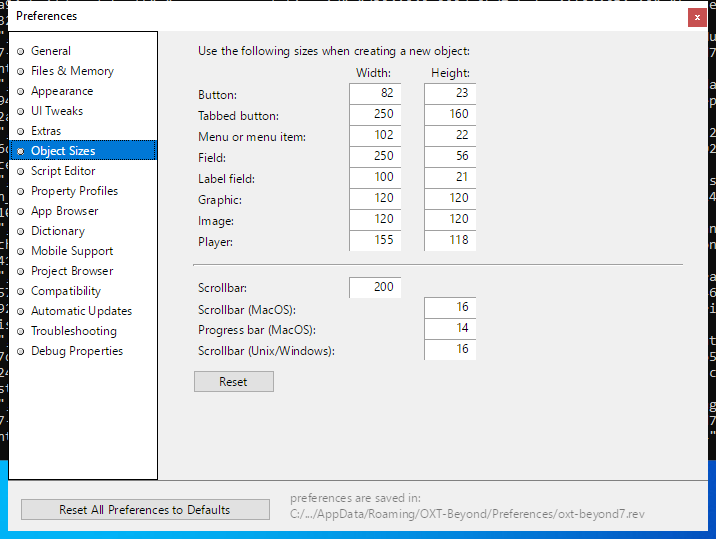 Preferences
x
General
Files & Memory
Appearance
UI Tweaks
Extras
Object Sizes
Script Editor
Property Profiles
App Browser
Dictionary
Mobile Support
Project Browser
Compatibility
Automatic Updates
Troubleshooting
Debug Properties
Use the following sizes when creating a new object:
Width: Height:
Button: 82 23
Tabbed button: 250 160
Menu or menu item: 102 22
Field: 250 56
Label field: 100 21
Graphic: 120 120
Image: 120 120
Player: 155 118
Scrollbar: 200
Scrollbar (MacOS): 16
Progress bar (MacOS): 14
Scrollbar (Unix/Windows): 16
Reset
Reset All Preferences to Defaults
preferences are saved in:
C:/.../AppData/Roaming/OXT-Beyond/Preferences/oxt-beyond7.rev